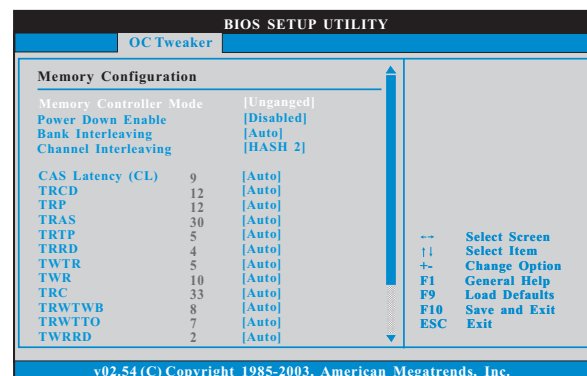 BIOS SETUP UTILITY
OC Tweaker
Memory Configuration
Memory Controller Mode [Unganged]
Power Down Enable [Disabled]
Bank Interleaving [Auto]
Channel Interleaving [HASH 2]
CAS Latency (CL) 9 [Auto]
TRCD 12 [Auto]
TRP 12 [Auto]
TRAS 30 [Auto]
TRTP 5 [Auto]
TRRD 4 [Auto]
TWTR 5 [Auto]
TWR 10 [Auto]
TRC 33 [Auto]
TRWTWB 8 [Auto]
TRWTTO 7 [Auto]
TWRRD 2 [Auto]
←→ Select Screen
↑↓ Select Item
+- Change Option
F1 General Help
F9 Load Defaults
F10 Save and Exit
ESC Exit
v02.54 (C) Copyright 1985-2003, American Megatrends, Inc.